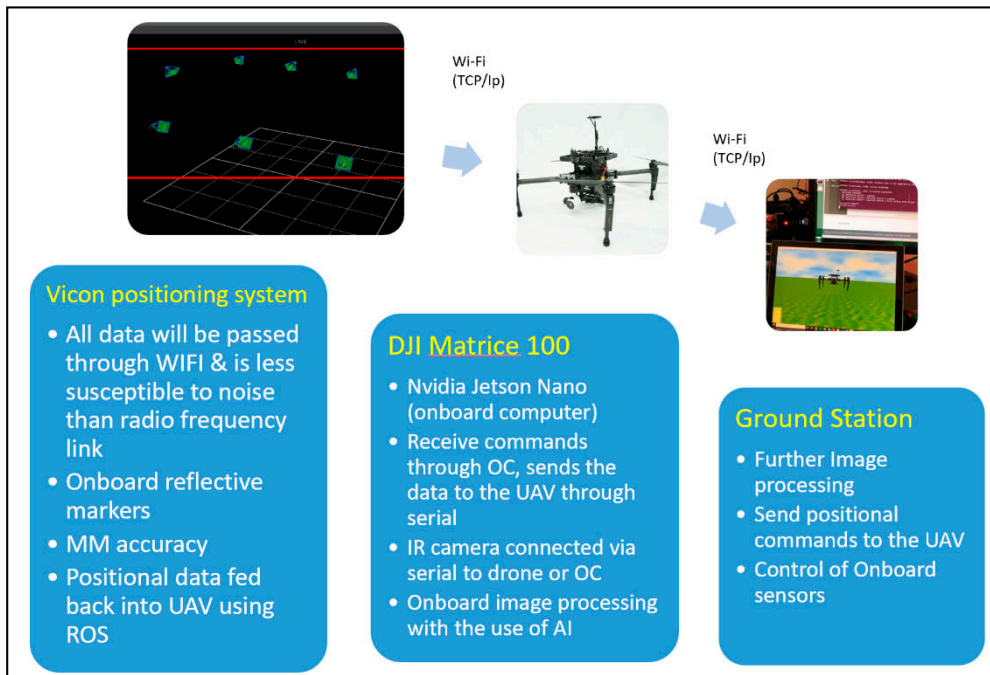 LIVE
Wi-Fi
(TCP/Ip)
Wi-Fi
(TCP/Ip)
Vicon positioning system
• All data will be passed
through WIFI & is less
susceptible to noise
than radio frequency
link
• Onboard reflective
markers
• MM accuracy
• Positional data fed
back into UAV using
ROS
DJI Matrice 100
• Nvidia Jetson Nano
(onboard computer)
• Receive commands
through OC, sends the
data to the UAV through
serial
• IR camera connected via
serial to drone or OC
• Onboard image processing
with the use of AI
Ground Station
• Further Image
processing
• Send positional
commands to the UAV
• Control of Onboard
sensors